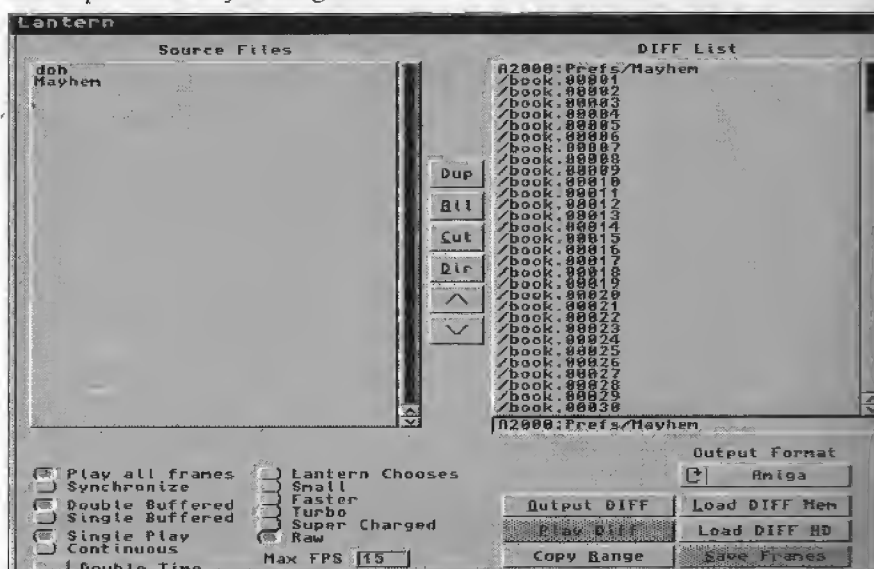 Lantern
Source Files
doh
Mayhem
DIFF List
A2000:Prefs/Mayhem
/book.00001
/book.00002
/book.00003
/book.00004
/book.00005
/book.00006
/book.00007
/book.00008
/book.00009
/book.00010
/book.00011
/book.00012
/book.00013
/book.00014
/book.00015
/book.00016
/book.00017
/book.00018
/book.00019
/book.00020
/book.00021
/book.00022
/book.00023
/book.00024
/book.00025
/book.00026
/book.00027
/book.00028
/book.00029
/book.00030
A2000:Prefs/Mayhem
Dup
All
Cut
Dir
Play all frames
Synchronize
Double Buffered
Single Buffered
Single Play
Continuous
Double Time
Lantern Chooses
Small
Faster
Turbo
Super Charged
Raw
Max FPS 15
Output Format
Amiga
Output DIFF
Load DIFF Mem
Play Diff
Load DIFF HD
Copy Range
Save Frames